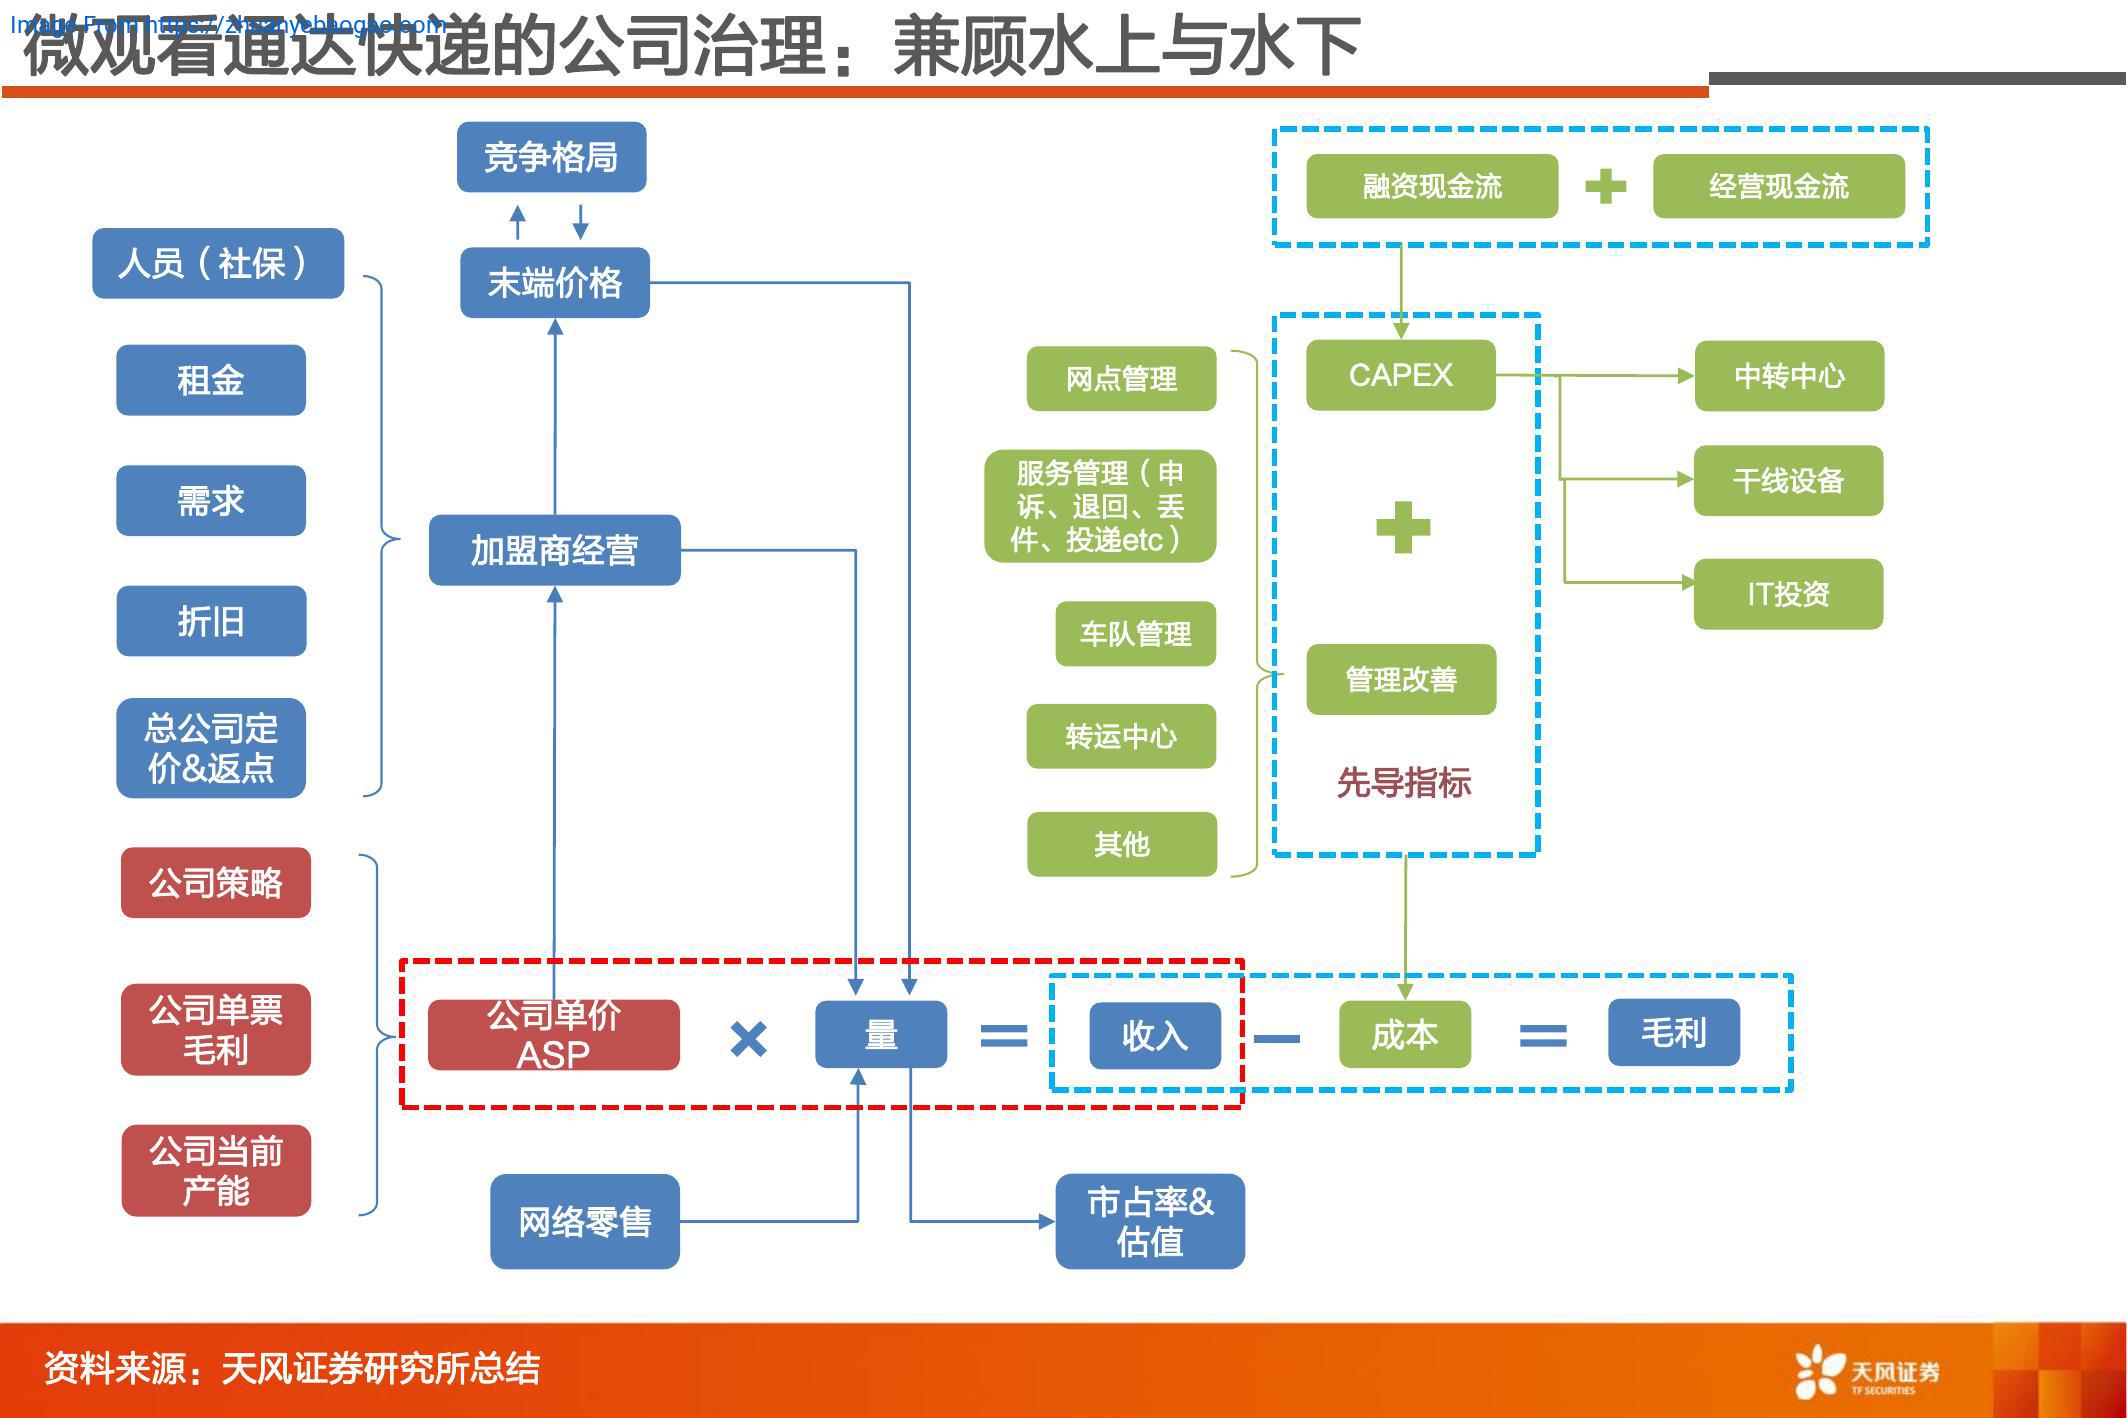 Image From https://zhuanyebaogao.com
微观看通达快递的公司治理：兼顾水上与水下
竞争格局
融资现金流
经营现金流
人员（社保）
末端价格
租金
网点管理
CAPEX
中转中心
需求
服务管理（申
诉、退回、丢
件、投递etc）
干线设备
加盟商经营
折旧
IT投资
车队管理
管理改善
总公司定
价&返点
转运中心
先导指标
其他
公司策略
公司单票
毛利
公司单价
ASP
×
量
=
收入
—
成本
=
毛利
公司当前
产能
网络零售
市占率&
估值
资料来源：天风证券研究所总结
天风证券
TF SECURITIES